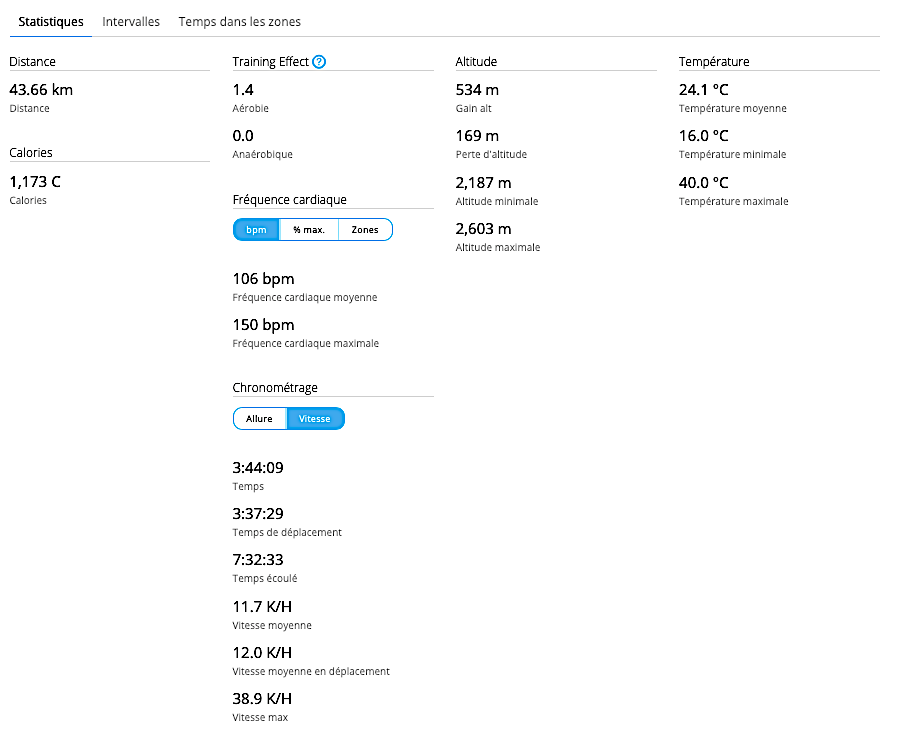 Statistiques Intervalles Temps dans les zones
Distance
43.66 km
Distance
Calories
1,173 C
Calories
Training Effect ?
1.4
Aérobie
0.0
Anaérobique
Fréquence cardiaque
bpm % max. Zones
106 bpm
Fréquence cardiaque moyenne
150 bpm
Fréquence cardiaque maximale
Chronométrage
Allure Vitesse
3:44:09
Temps
3:37:29
Temps de déplacement
7:32:33
Temps écoulé
11.7 K/H
Vitesse moyenne
12.0 K/H
Vitesse moyenne en déplacement
38.9 K/H
Vitesse max
Altitude
534 m
Gain alt
169 m
Perte d'altitude
2,187 m
Altitude minimale
2,603 m
Altitude maximale
Température
24.1 °C
Température moyenne
16.0 °C
Température minimale
40.0 °C
Température maximale